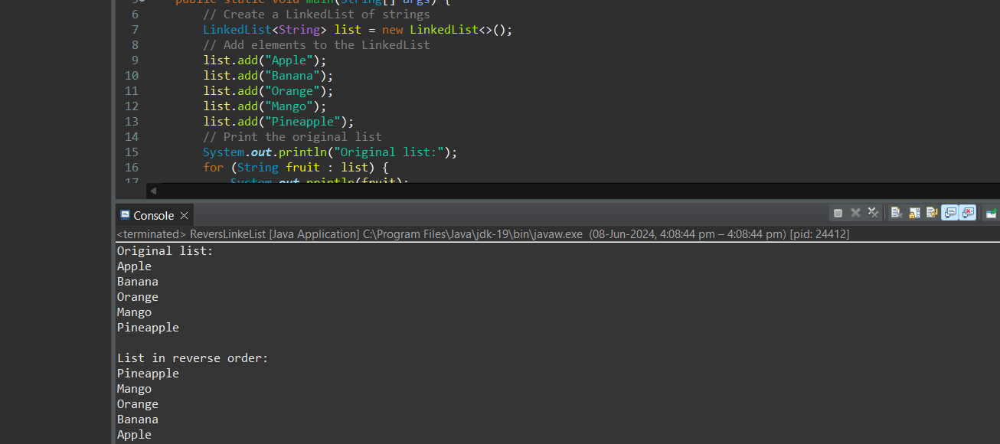 5 public static void main(String[] args) {
6 // Create a LinkedList of strings
7 LinkedList<String> list = new LinkedList<>();
8 // Add elements to the LinkedList
9 list.add("Apple");
10 list.add("Banana");
11 list.add("Orange");
12 list.add("Mango");
13 list.add("Pineapple");
14 // Print the original list
15 System.out.println("Original list:");
16 for (String fruit : list) {
17 System.out.println(fruit);
Console
<terminated> ReversLinkeList [Java Application] C:\Program Files\Java\jdk-19\bin\javaw.exe (08-Jun-2024, 4:08:44 pm – 4:08:44 pm) [pid: 24412]
Original list:
Apple
Banana
Orange
Mango
Pineapple
List in reverse order:
Pineapple
Mango
Orange
Banana
Apple